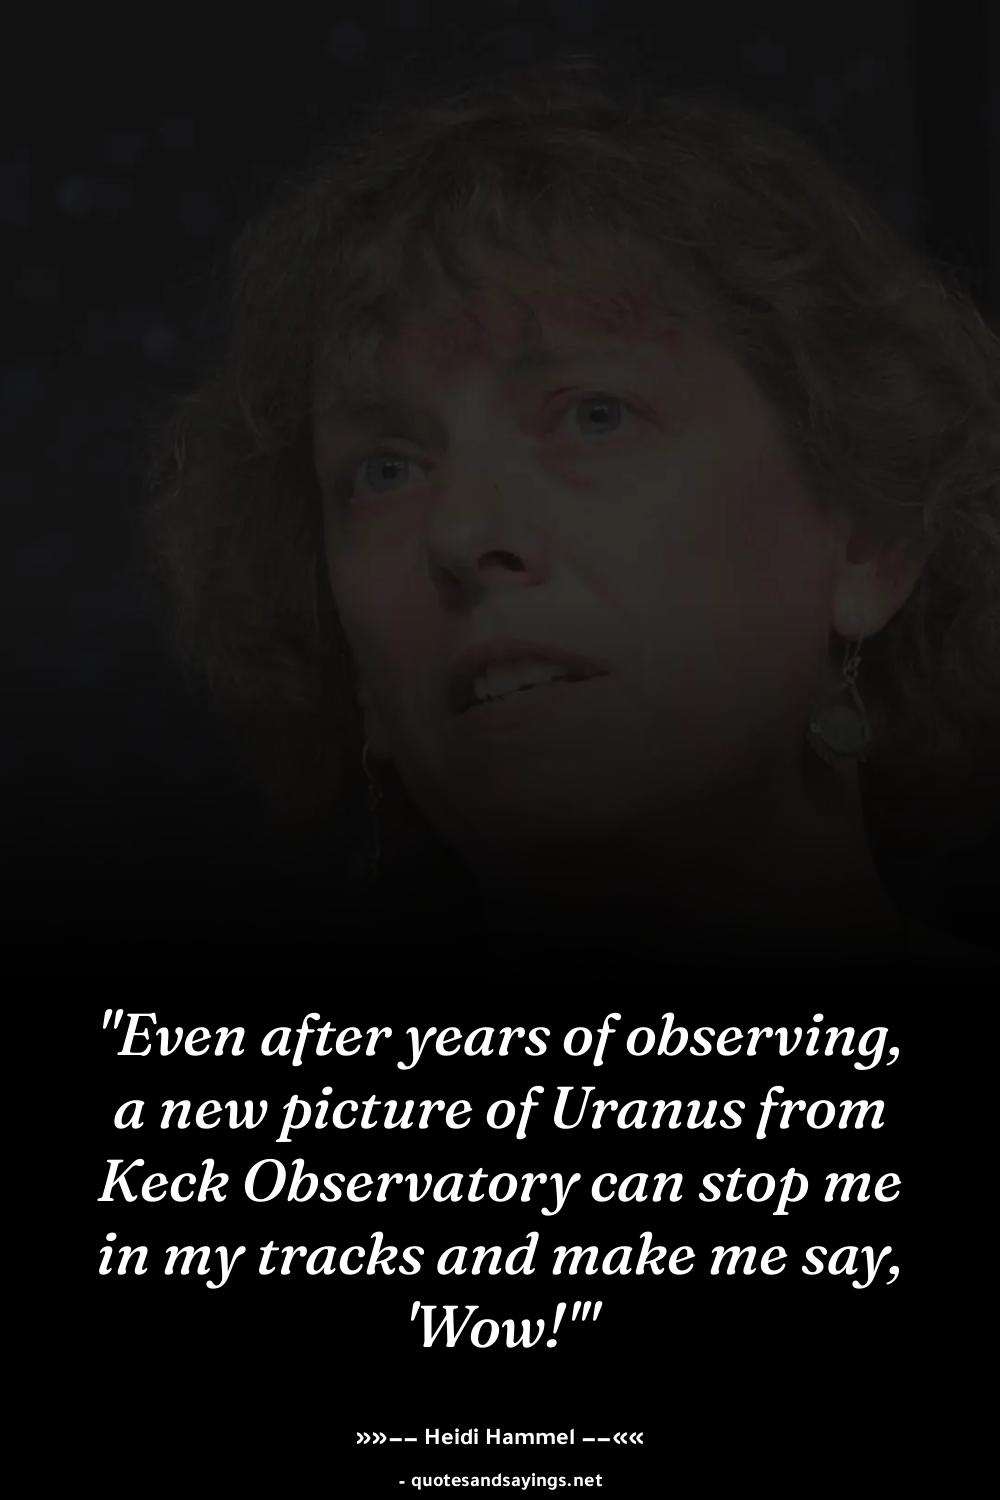 "Even after years of observing,
a new picture of Uranus from
Keck Observatory can stop me
in my tracks and make me say,
'Wow!'"
»»–– Heidi Hammel ––««
- quotesandsayings.net